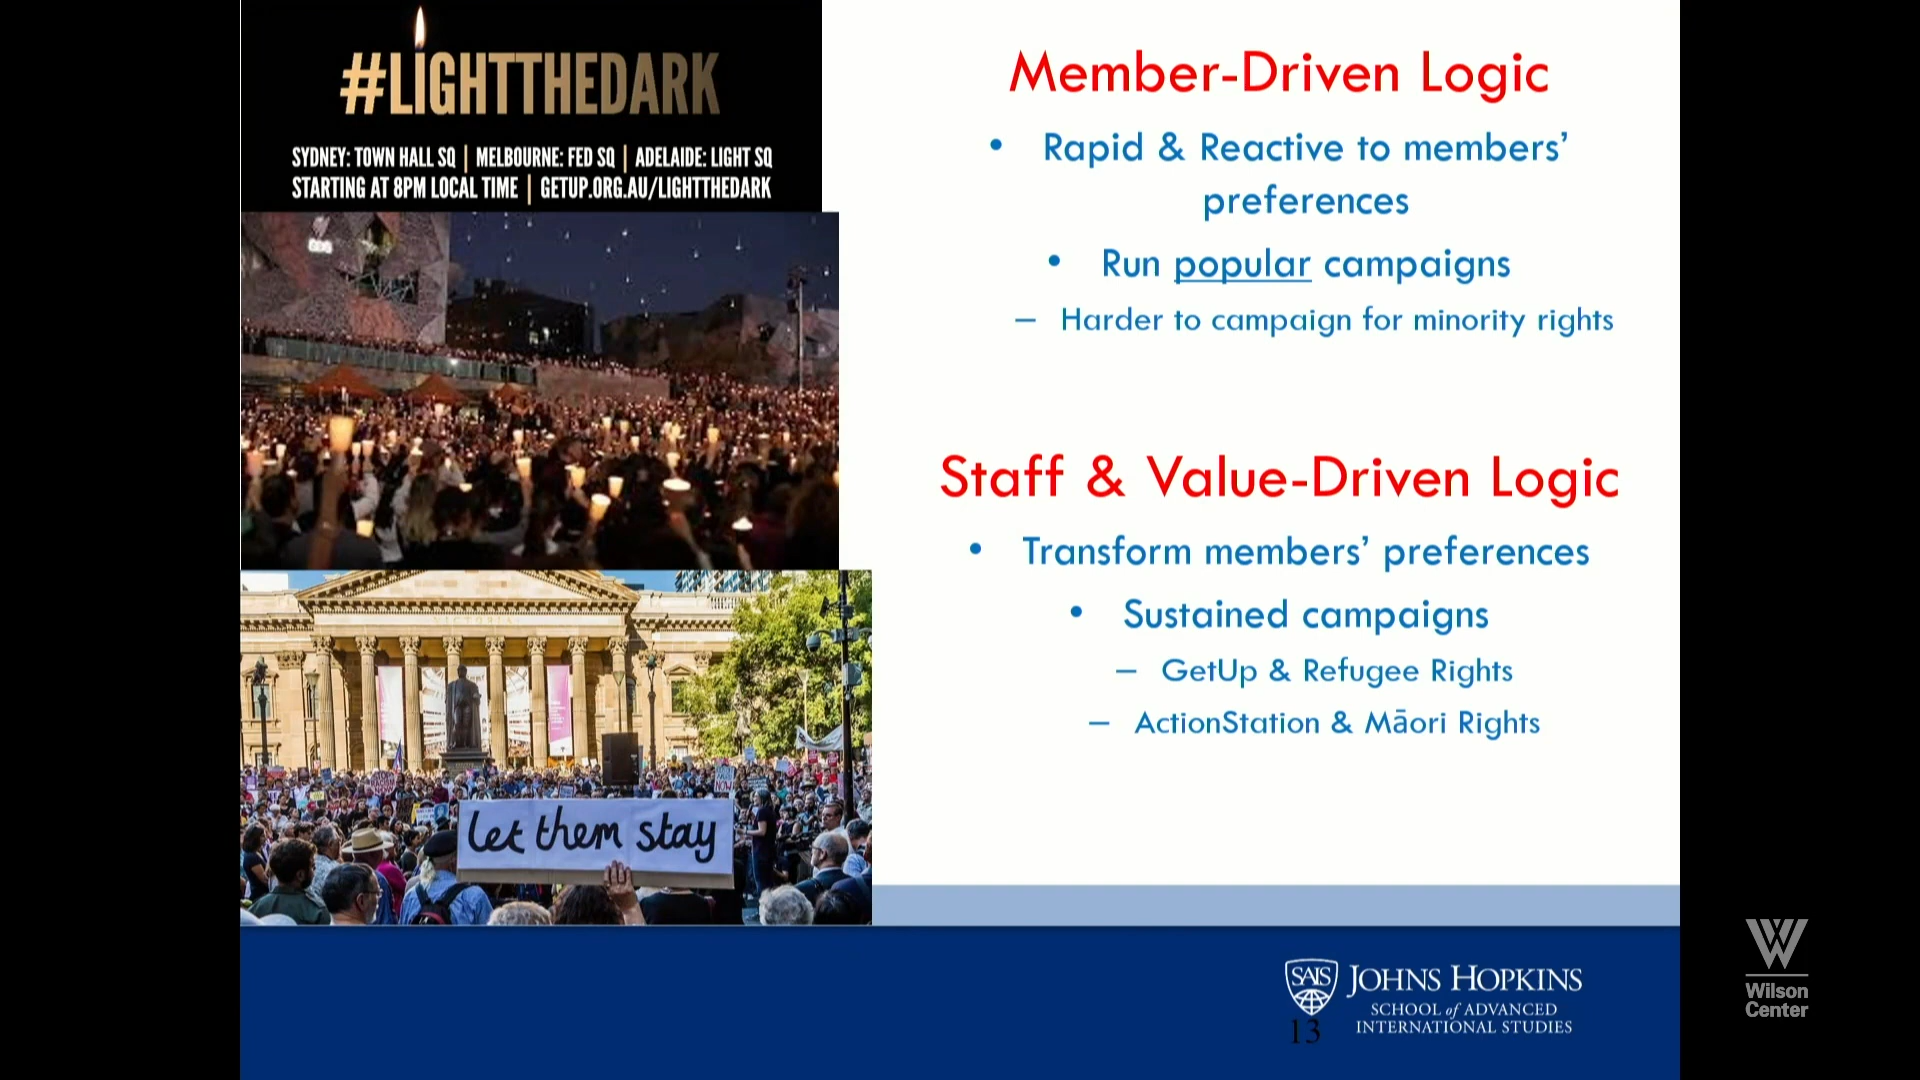 #LIGHTTHEDARK
SYDNEY: TOWN HALL SQ | MELBOURNE: FED SQ | ADELAIDE: LIGHT SQ
STARTING AT 8PM LOCAL TIME | GETUP.ORG.AU/LIGHTTHEDARK
VICTORIA
let them stay
Member-Driven Logic
• Rapid & Reactive to members’
preferences
• Run popular campaigns
– Harder to campaign for minority rights
Staff & Value-Driven Logic
• Transform members’ preferences
• Sustained campaigns
– GetUp & Refugee Rights
– ActionStation & Māori Rights
SAIS
JOHNS HOPKINS
SCHOOL of ADVANCED
INTERNATIONAL STUDIES
13
W
Wilson
Center